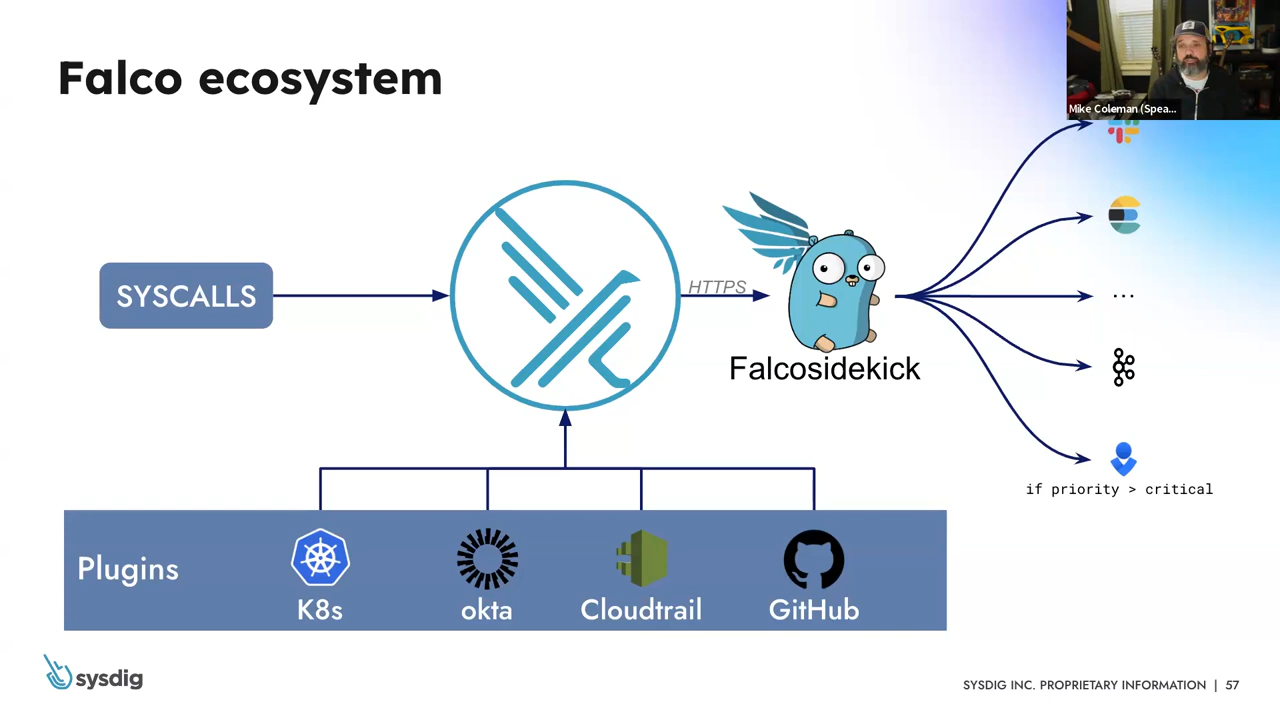 Falco ecosystem
Mike Coleman (Spea...
SYSCALLS
HTTPS
Falcosidekick
...
if priority > critical
Plugins
K8s
okta
Cloudtrail
GitHub
sysdig
SYSDIG INC. PROPRIETARY INFORMATION | 57